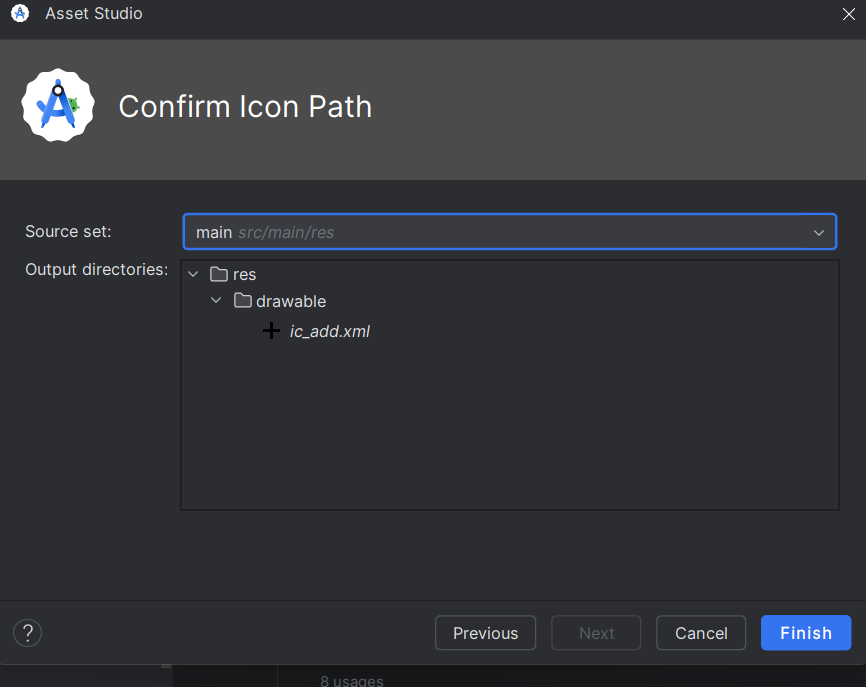 Asset Studio
Confirm Icon Path
Source set:
main src/main/res
Output directories:
res
drawable
ic_add.xml
?
Previous
Next
Cancel
Finish
8 usages